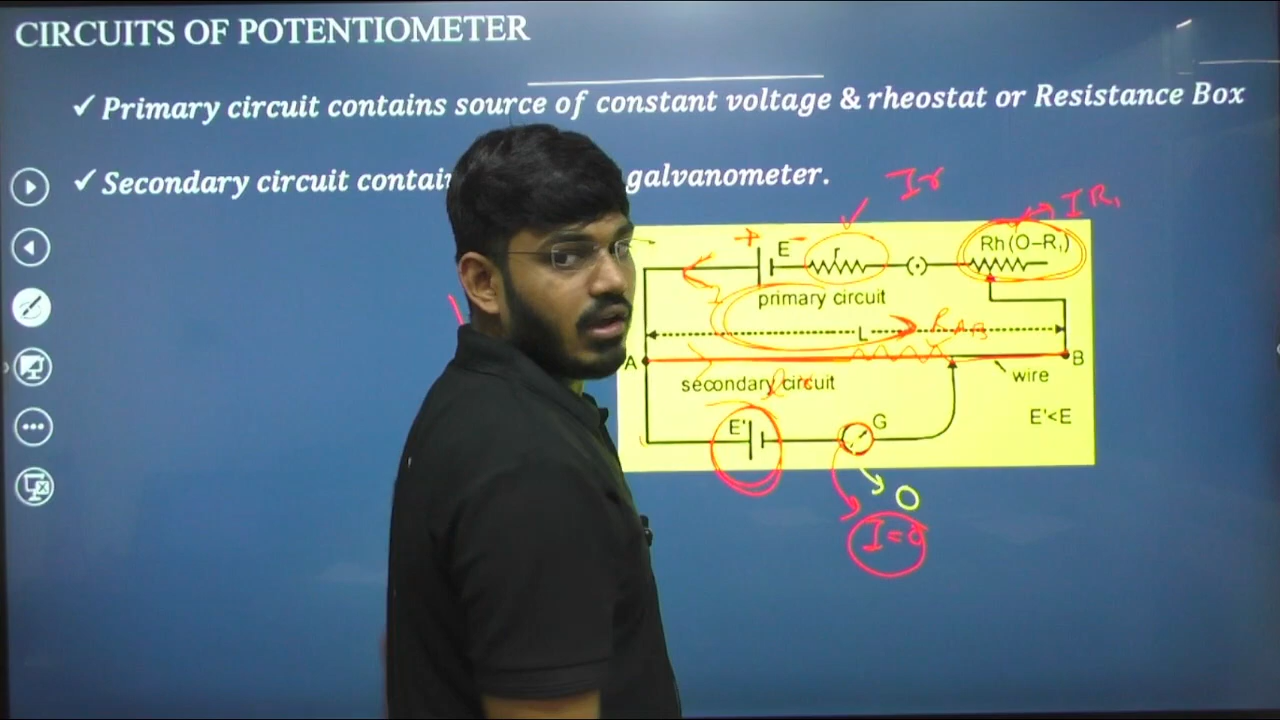 CIRCUITS OF POTENTIOMETER
✓ Primary circuit contains source of constant voltage & rheostat or Resistance Box
✓ Secondary circuit galvanometer.
Ir
IR₁
+ E −
r
Rh(O−R₁)
I
primary circuit
L
R AB
A
B
secondary circuit
wire
E'
G
E'<E
O
I=0